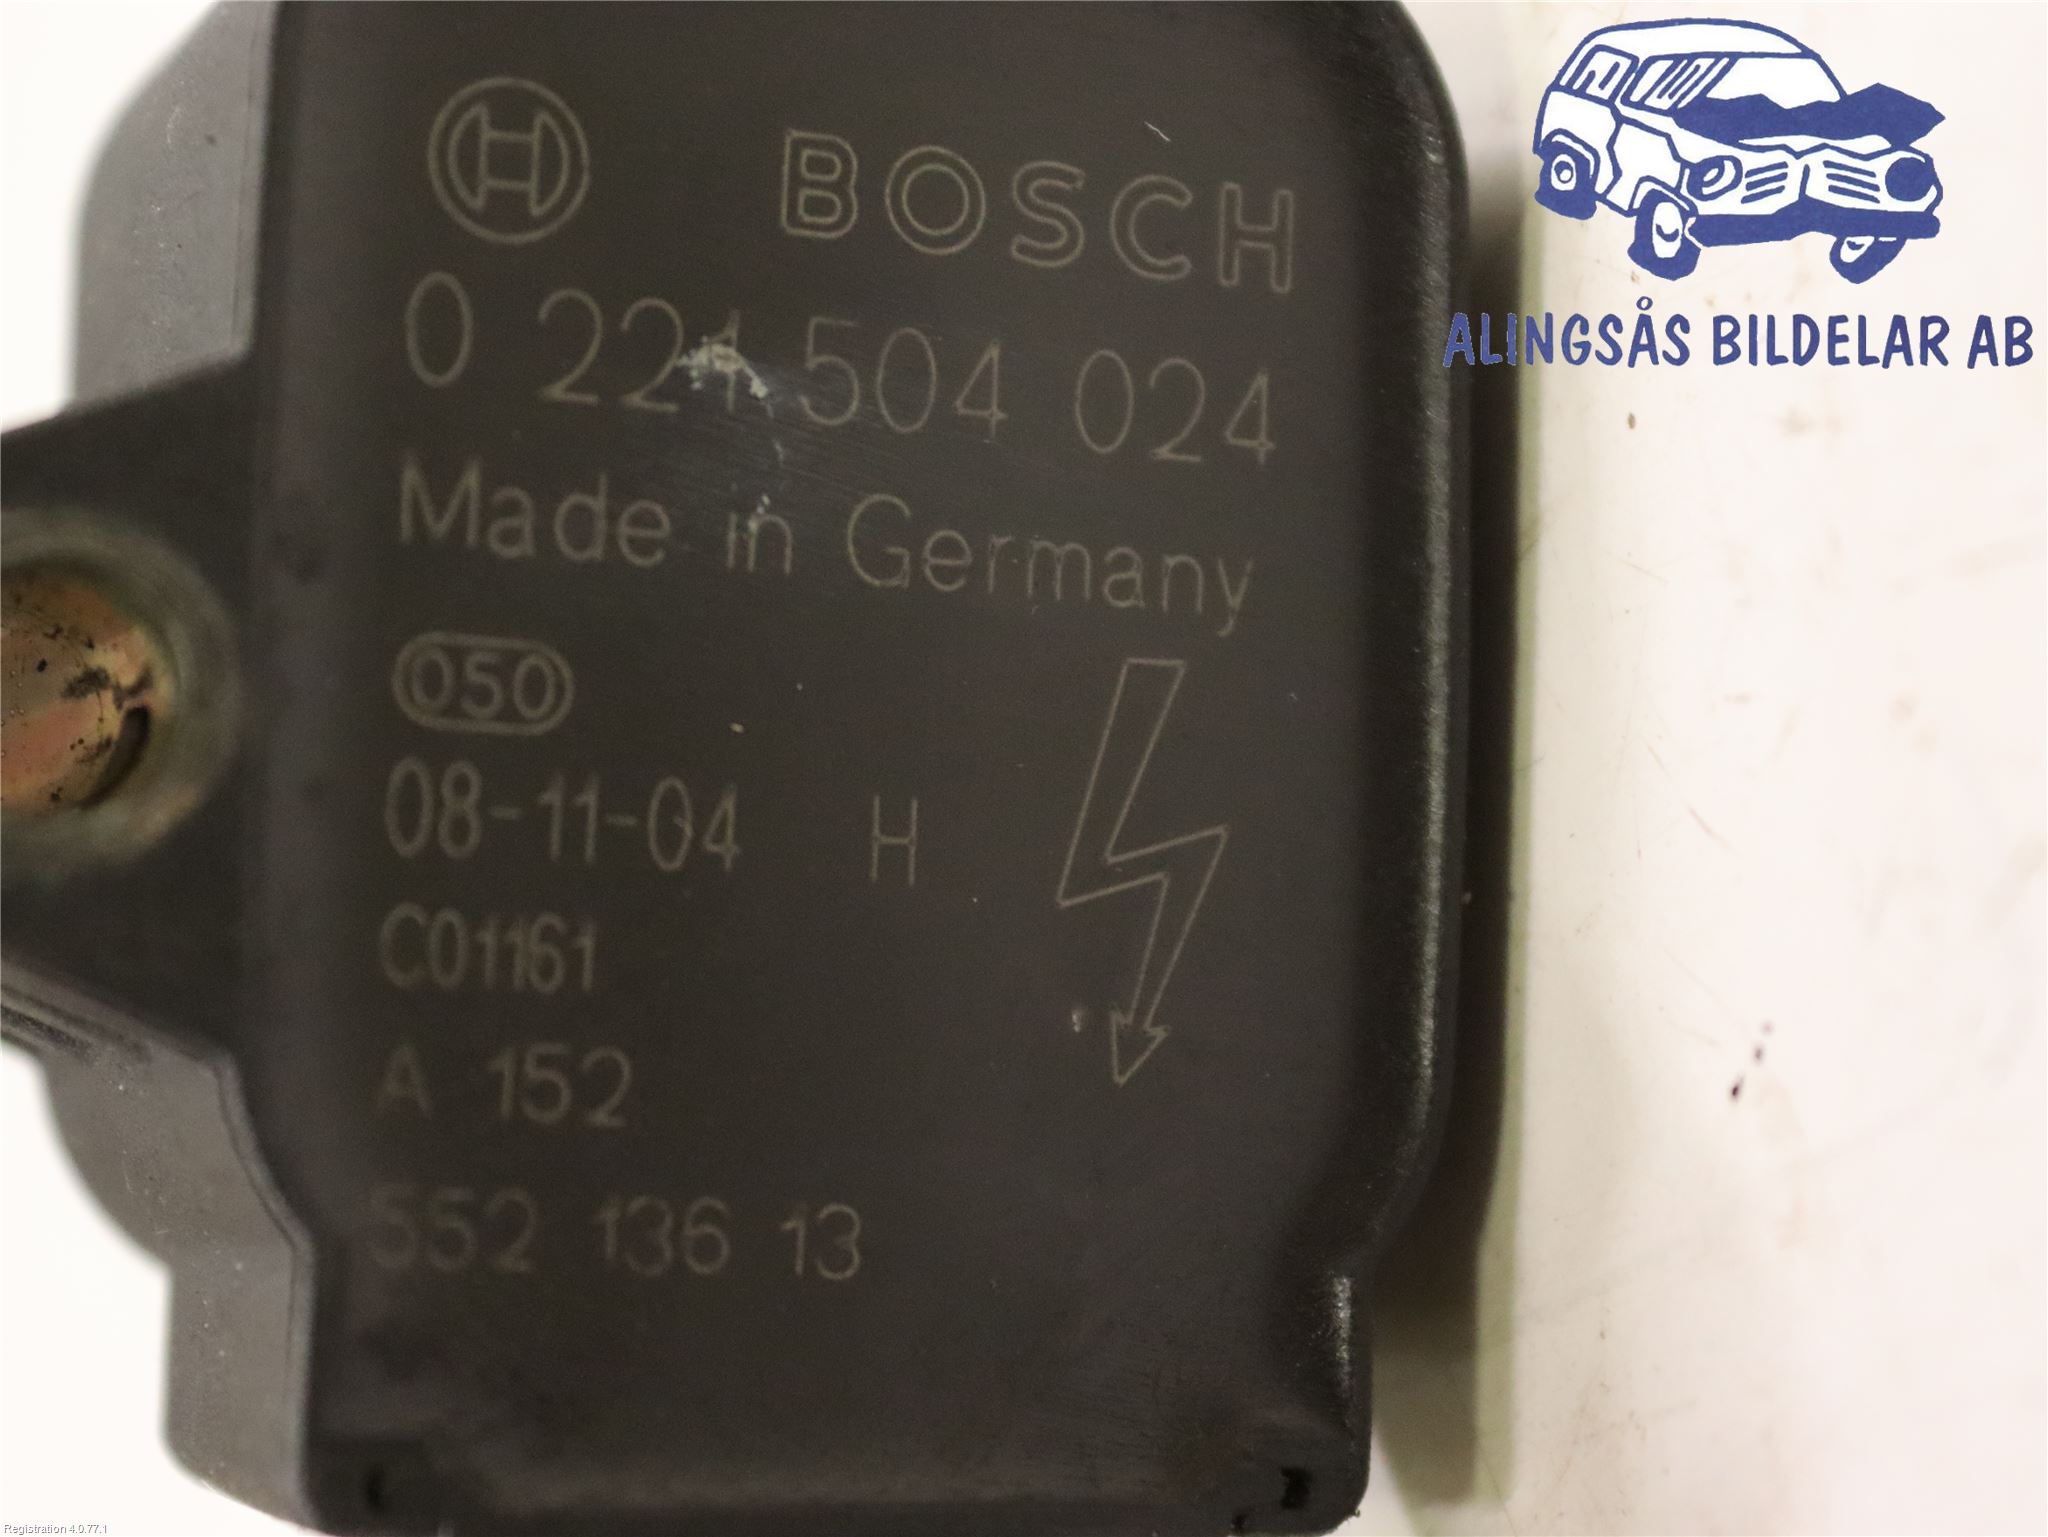 BOSCH
0 221 504 024
Made in Germany
050
08-11-04 H
C01161
A 152
552 136 13
ALINGSÅS BILDELAR AB
Registration 4.0.77.1